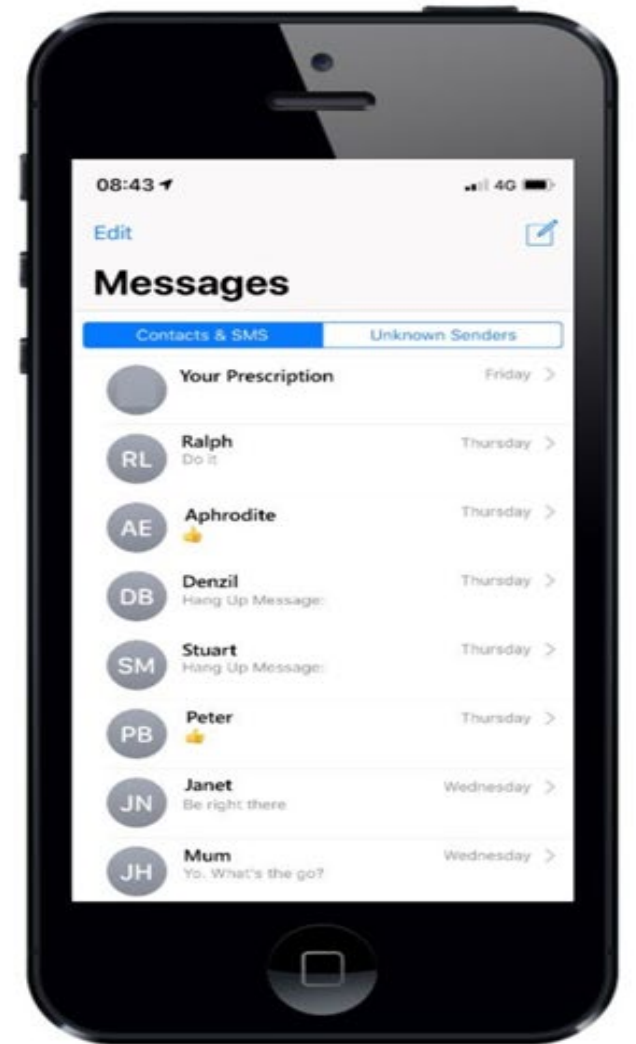 08:43 4G
Edit
Messages
Contacts & SMS Unknown Senders
Your Prescription Friday
RL Ralph Thursday
Do it
AE Aphrodite Thursday
👍
DB Denzil Thursday
Hang Up Message:
SM Stuart Thursday
Hang Up Message:
PB Peter Thursday
👍
JN Janet Wednesday
Be right there
JH Mum Wednesday
Yo. What's the go?